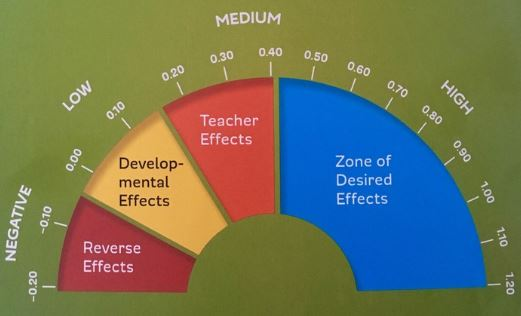 MEDIUM
LOW
HIGH
NEGATIVE
-0.20
-0.10
0.00
0.10
0.20
0.30
0.40
0.50
0.60
0.70
0.80
0.90
1.00
1.10
1.20
Reverse
Effects
Develop-
mental
Effects
Teacher
Effects
Zone of
Desired
Effects